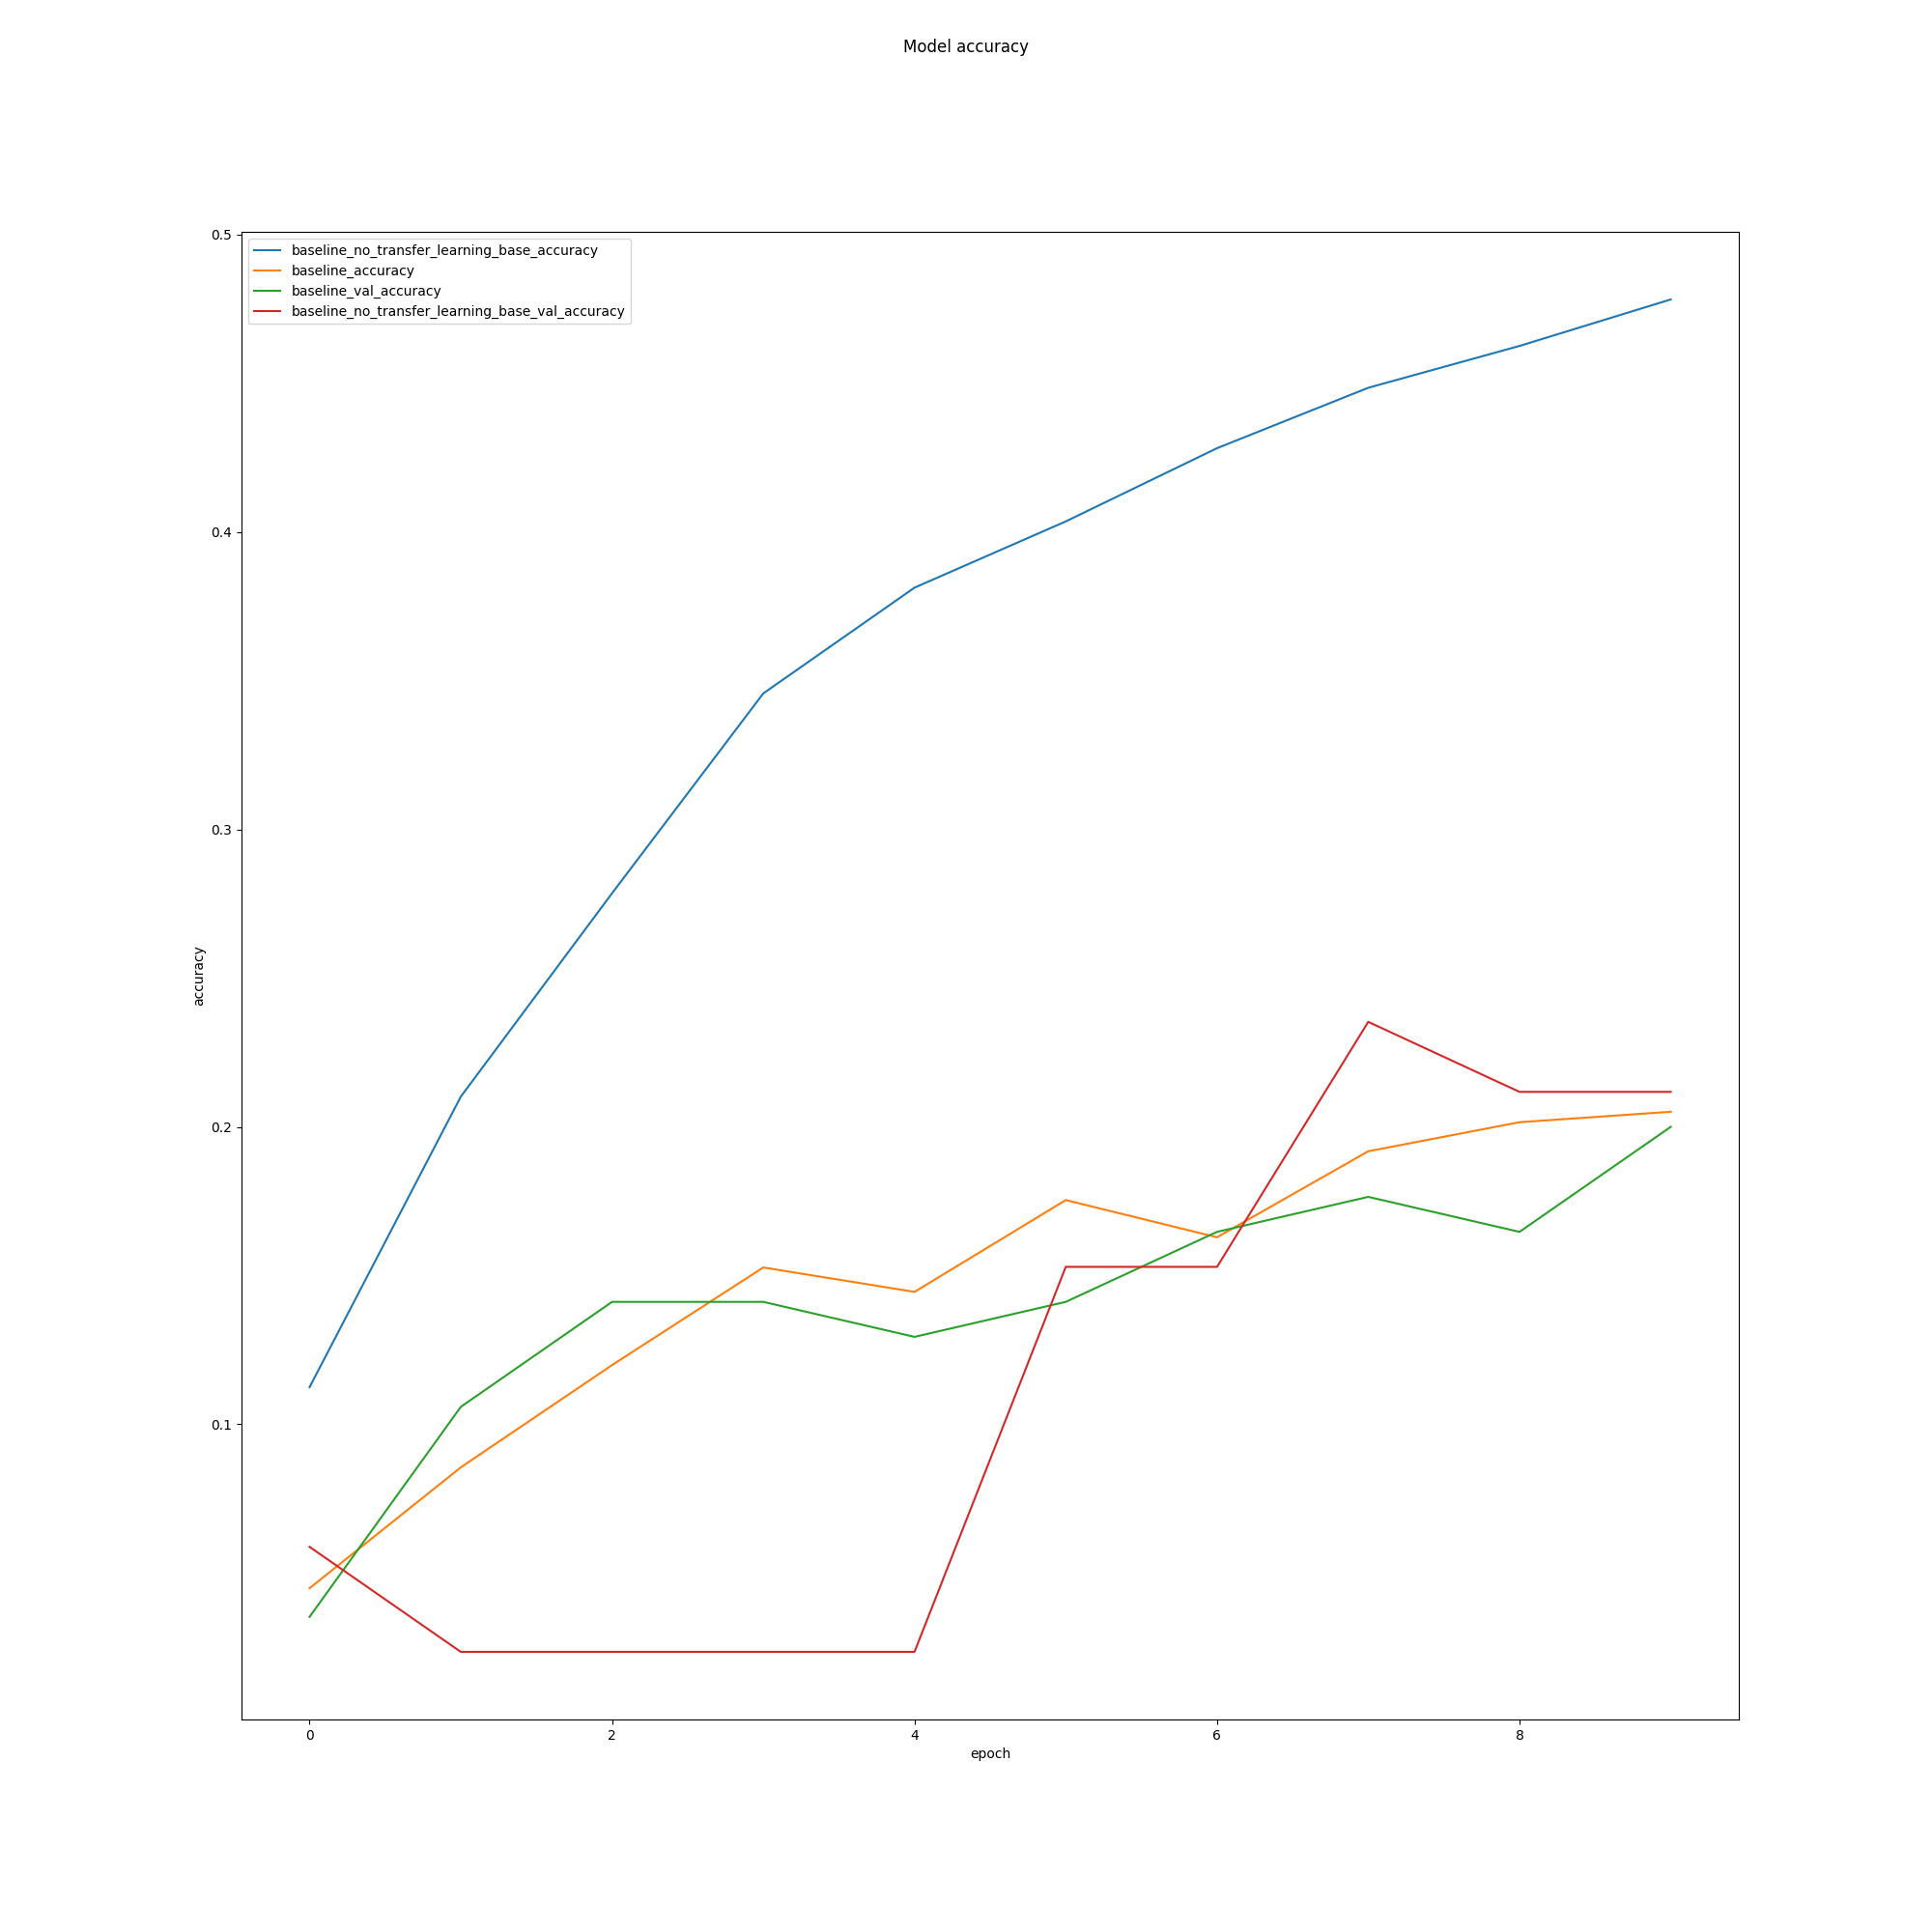 Model accuracy
0.5
0.4
0.3
0.2
0.1
accuracy
baseline_no_transfer_learning_base_accuracy
baseline_accuracy
baseline_val_accuracy
baseline_no_transfer_learning_base_val_accuracy
0 2 4 6 8
epoch